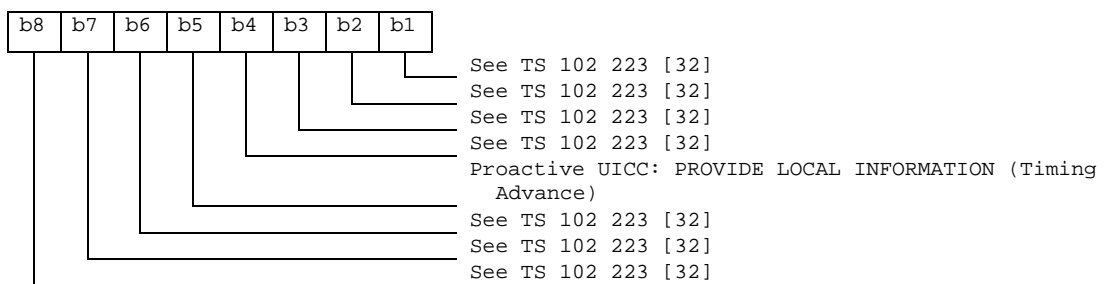 b8 b7 b6 b5 b4 b3 b2 b1
See TS 102 223 [32]
See TS 102 223 [32]
See TS 102 223 [32]
See TS 102 223 [32]
Proactive UICC: PROVIDE LOCAL INFORMATION (Timing
Advance)
See TS 102 223 [32]
See TS 102 223 [32]
See TS 102 223 [32]